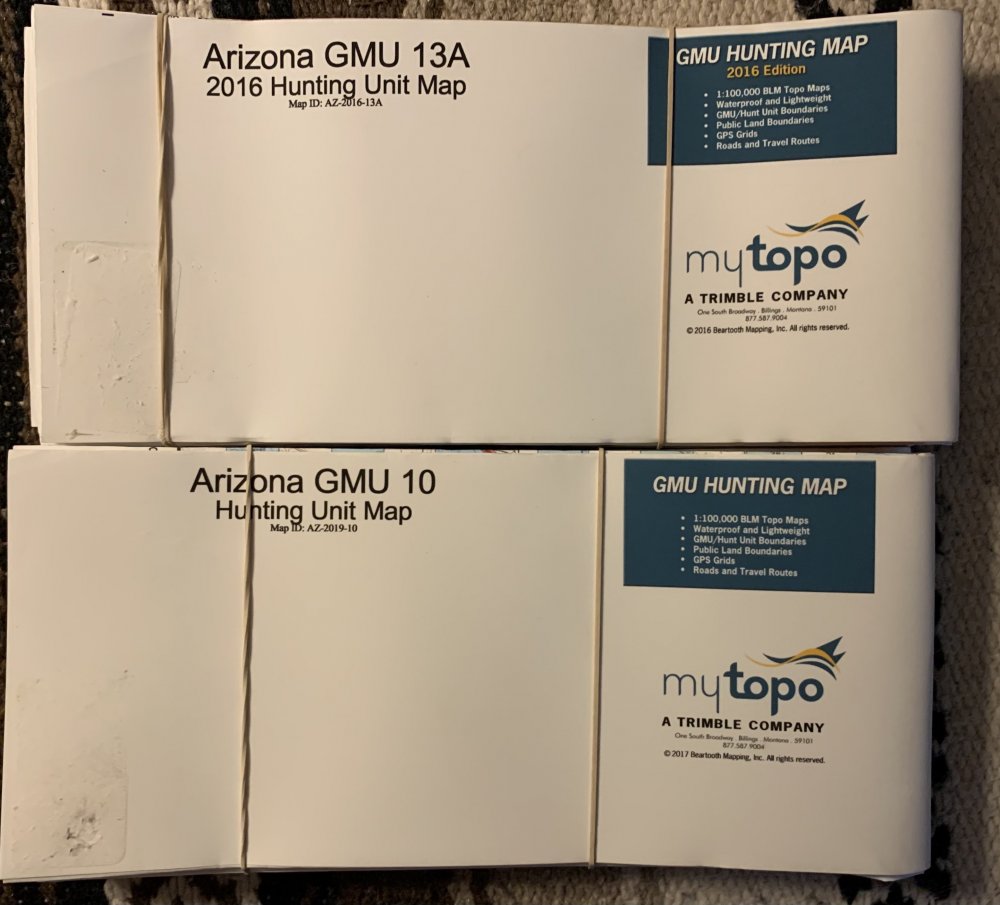 Arizona GMU 13A
2016 Hunting Unit Map
Map ID: AZ-2016-13A
GMU HUNTING MAP
2016 Edition
• 1:100,000 BLM Topo Maps
• Waterproof and Lightweight
• GMU/Hunt Unit Boundaries
• Public Land Boundaries
• GPS Grids
• Roads and Travel Routes
mytopo
A TRIMBLE COMPANY
One South Broadway . Billings . Montana . 59101
877.587.9004
© 2016 Beartooth Mapping, Inc. All rights reserved.
Arizona GMU 10
Hunting Unit Map
Map ID: AZ-2019-10
GMU HUNTING MAP
• 1:100,000 BLM Topo Maps
• Waterproof and Lightweight
• GMU/Hunt Unit Boundaries
• Public Land Boundaries
• GPS Grids
• Roads and Travel Routes
mytopo
A TRIMBLE COMPANY
One South Broadway . Billings . Montana . 59101
877.587.9004
© 2017 Beartooth Mapping, Inc. All rights reserved.